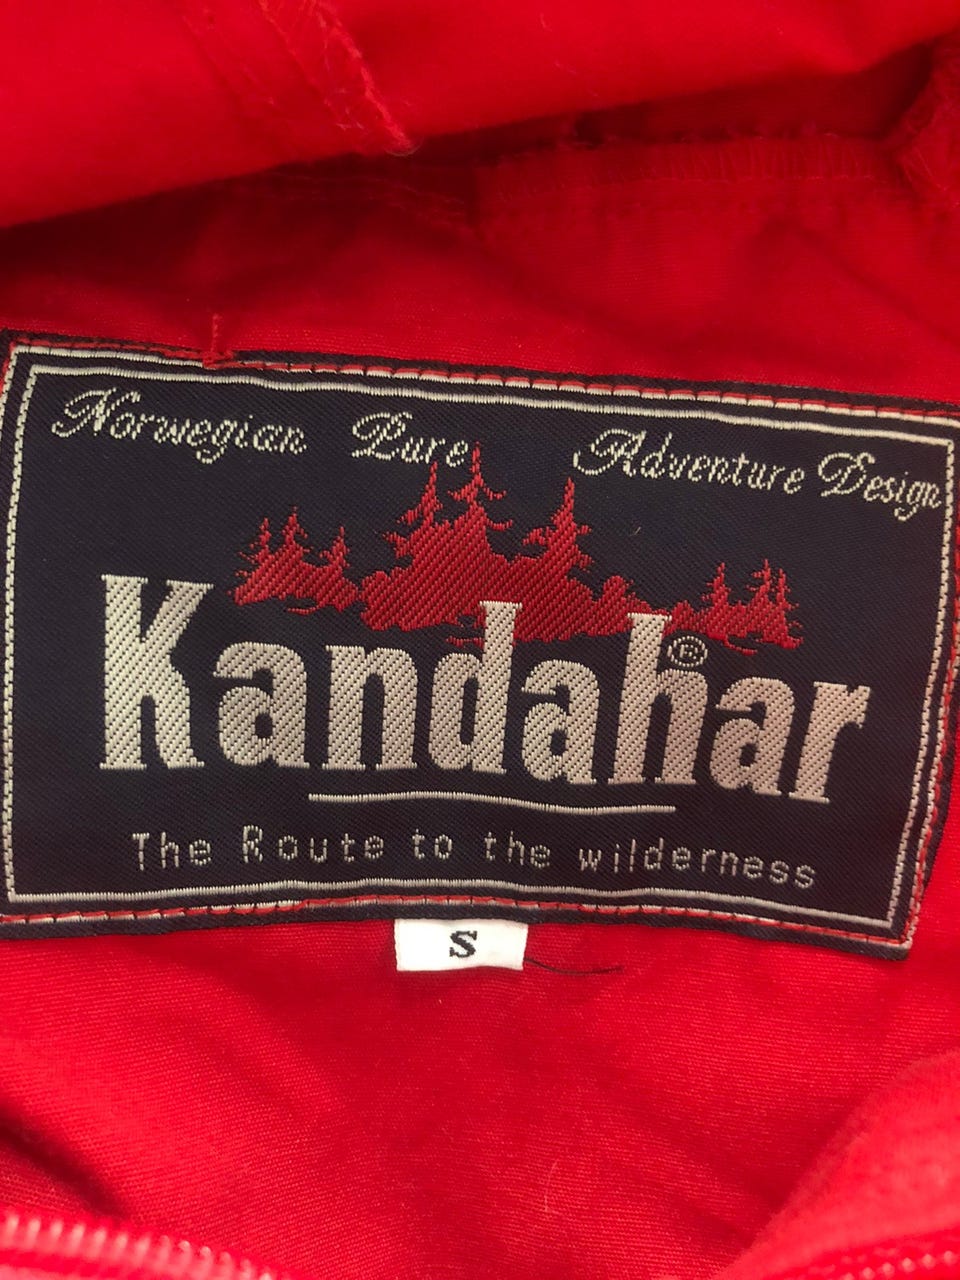 Norwegian Pure Adventure Design
Kandahar®
The Route to the wilderness
S